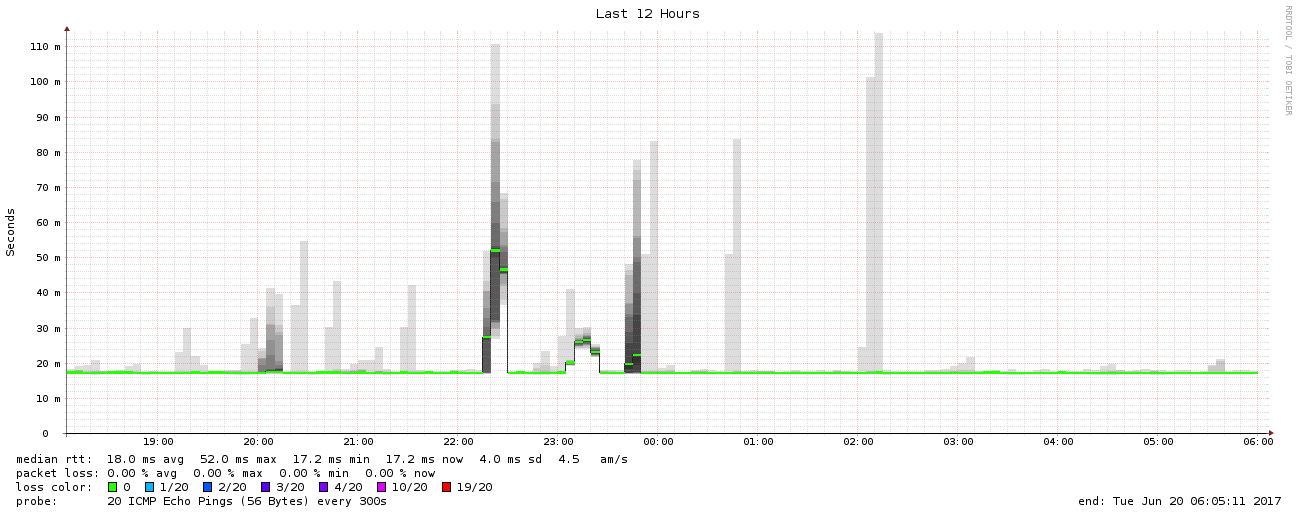 Last 12 Hours
RRDTOOL / TOBI OETIKER
Seconds
110 m
100 m
90 m
80 m
70 m
60 m
50 m
40 m
30 m
20 m
10 m
0
19:00 20:00 21:00 22:00 23:00 00:00 01:00 02:00 03:00 04:00 05:00 06:00
median rtt: 18.0 ms avg 52.0 ms max 17.2 ms min 17.2 ms now 4.0 ms sd 4.5 am/s
packet loss: 0.00 % avg 0.00 % max 0.00 % min 0.00 % now
loss color: 0 1/20 2/20 3/20 4/20 10/20 19/20
probe: 20 ICMP Echo Pings (56 Bytes) every 300s end: Tue Jun 20 06:05:11 2017